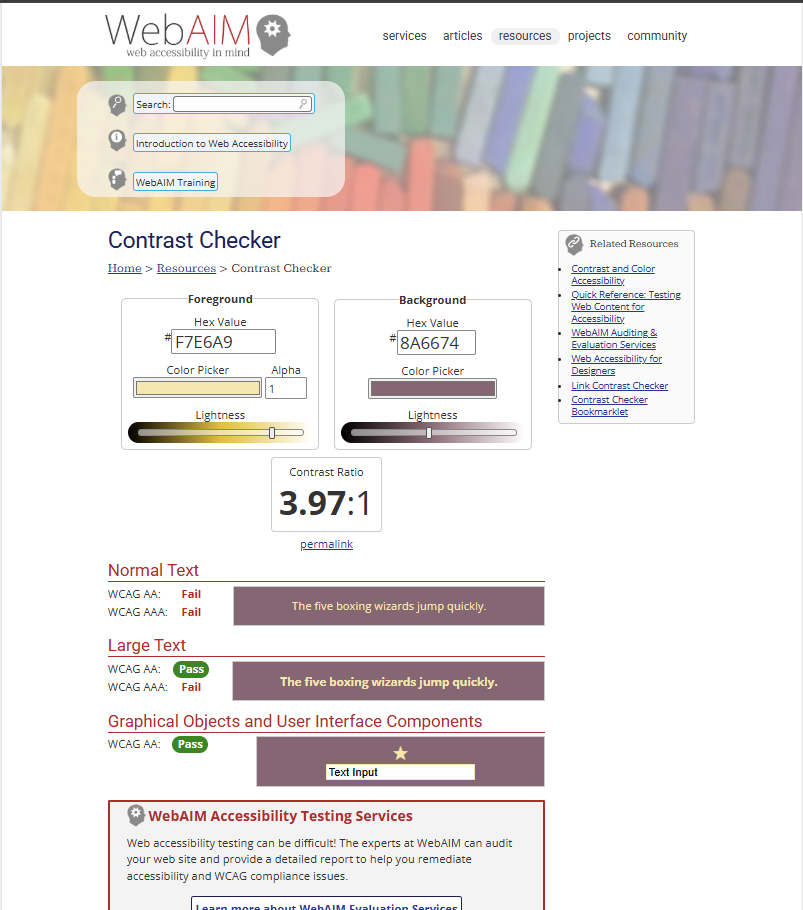 WebAIM
web accessibility in mind
services articles resources projects community
Search:
Introduction to Web Accessibility
WebAIM Training
Contrast Checker
Home > Resources > Contrast Checker
Foreground
Hex Value
# F7E6A9
Color Picker Alpha
1
Lightness
Background
Hex Value
# 8A6674
Color Picker
Lightness
Contrast Ratio
3.97:1
permalink
Normal Text
WCAG AA: Fail
WCAG AAA: Fail
The five boxing wizards jump quickly.
Large Text
WCAG AA: Pass
WCAG AAA: Fail
The five boxing wizards jump quickly.
Graphical Objects and User Interface Components
WCAG AA: Pass
Text Input
WebAIM Accessibility Testing Services
Web accessibility testing can be difficult! The experts at WebAIM can audit
your web site and provide a detailed report to help you remediate
accessibility and WCAG compliance issues.
Learn more about WebAIM Evaluation Services
Related Resources
Contrast and Color
Accessibility
Quick Reference: Testing
Web Content for
Accessibility
WebAIM Auditing &
Evaluation Services
Web Accessibility for
Designers
Link Contrast Checker
Contrast Checker
Bookmarklet